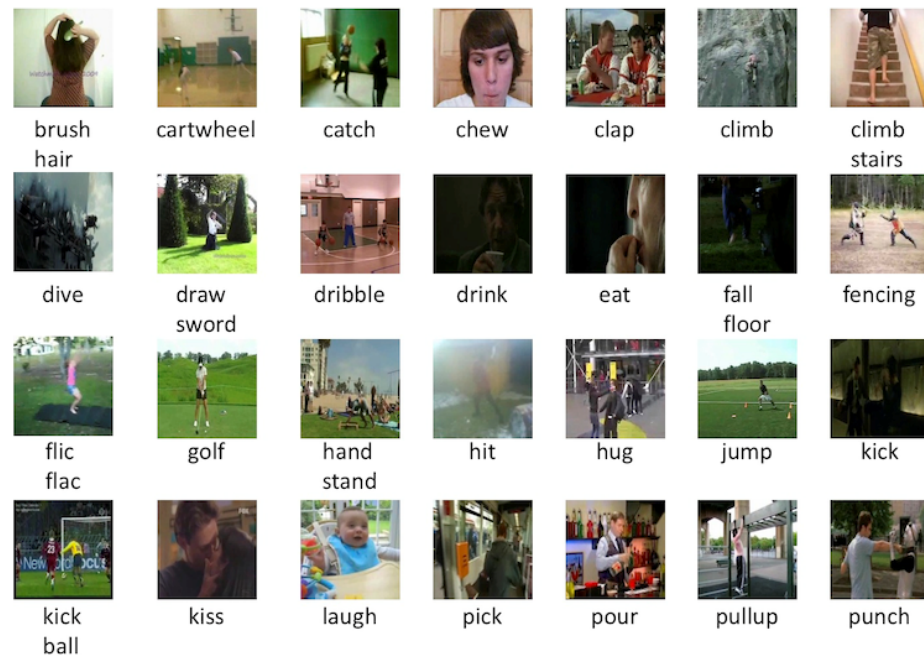 brush cartwheel catch chew clap climb climb
hair stairs
dive draw dribble drink eat fall fencing
sword floor
flic golf hand hit hug jump kick
flac stand
23
kick kiss laugh pick pour pullup punch
ball